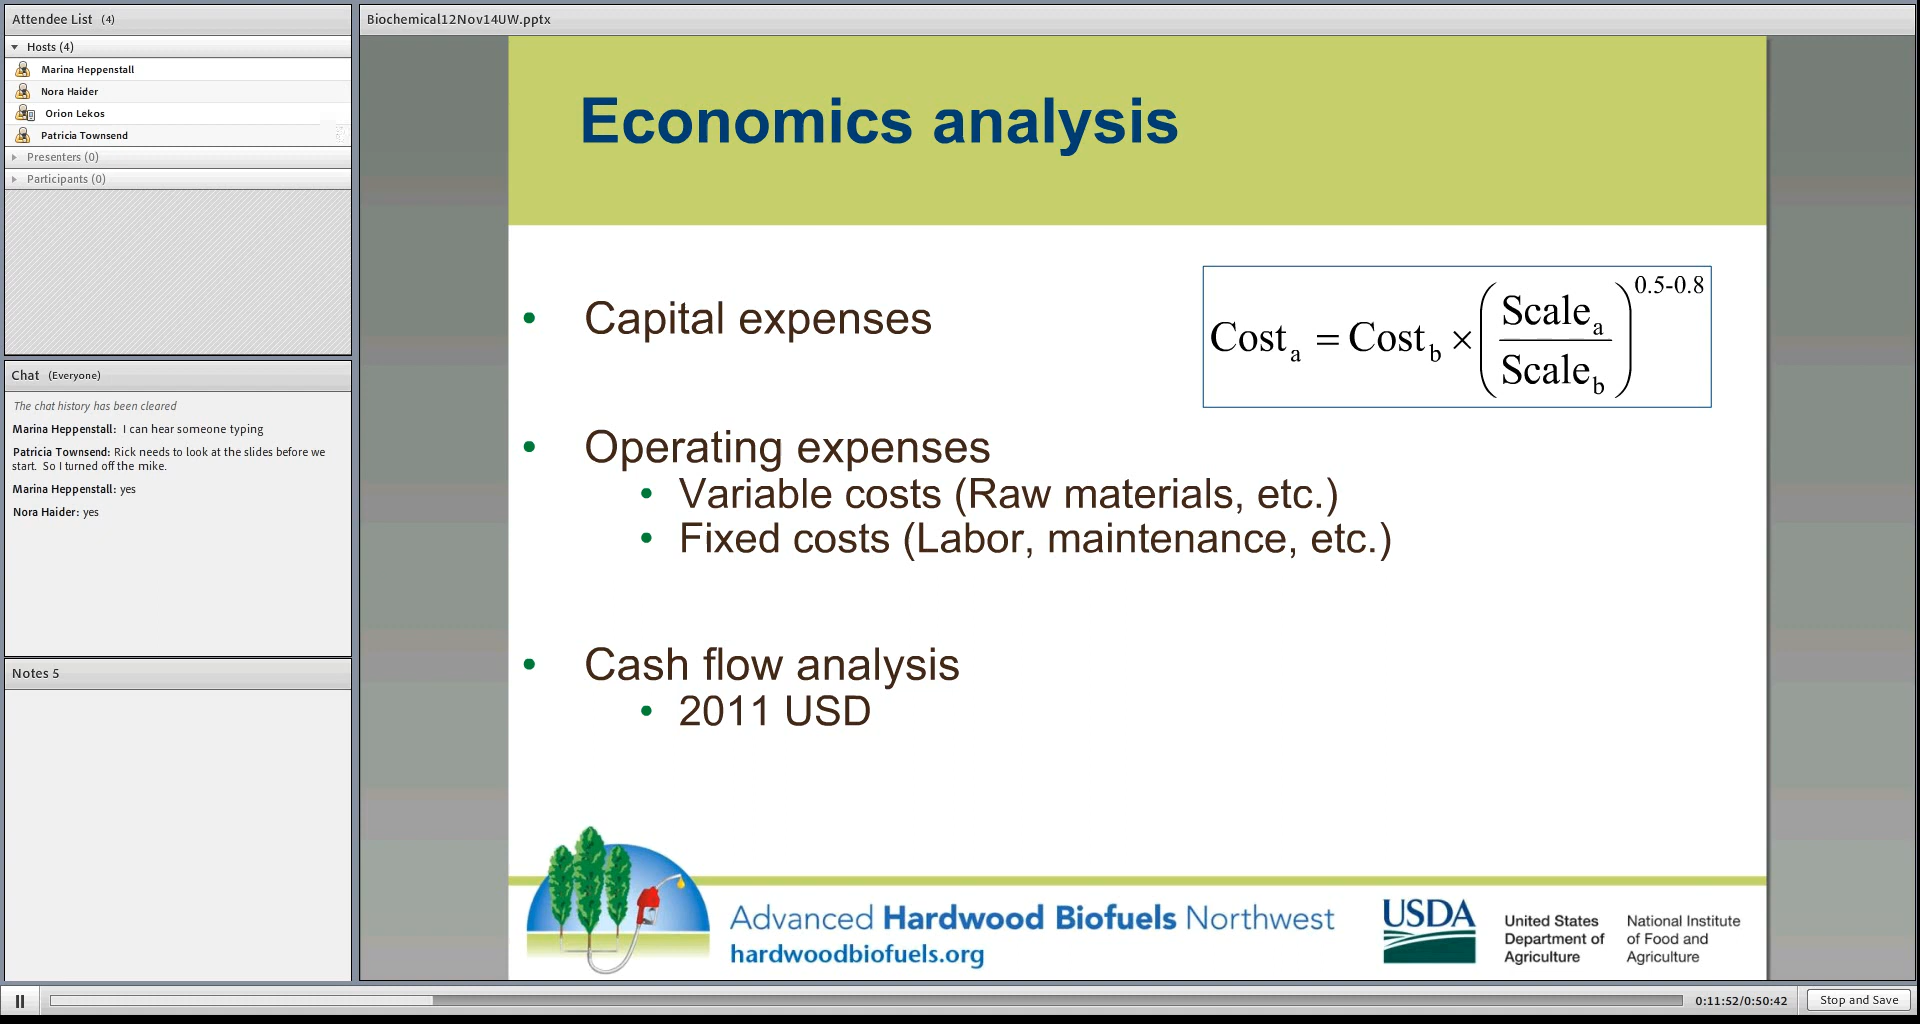 Attendee List (4)
Hosts (4)
Marina Heppenstall
Nora Haider
Orion Lekos
Patricia Townsend
Presenters (0)
Participants (0)
Chat (Everyone)
The chat history has been cleared
Marina Heppenstall: I can hear someone typing
Patricia Townsend: Rick needs to look at the slides before we
start. So I turned off the mike.
Marina Heppenstall: yes
Nora Haider: yes
Notes 5
Biochemical12Nov14UW.pptx
Economics analysis
• Capital expenses
Cost a = Cost b × (Scale a / Scale b) 0.5-0.8
• Operating expenses
• Variable costs (Raw materials, etc.)
• Fixed costs (Labor, maintenance, etc.)
• Cash flow analysis
• 2011 USD
Advanced Hardwood Biofuels Northwest
hardwoodbiofuels.org
USDA
United States
Department of
Agriculture
National Institute
of Food and
Agriculture
0:11:52/0:50:42
Stop and Save